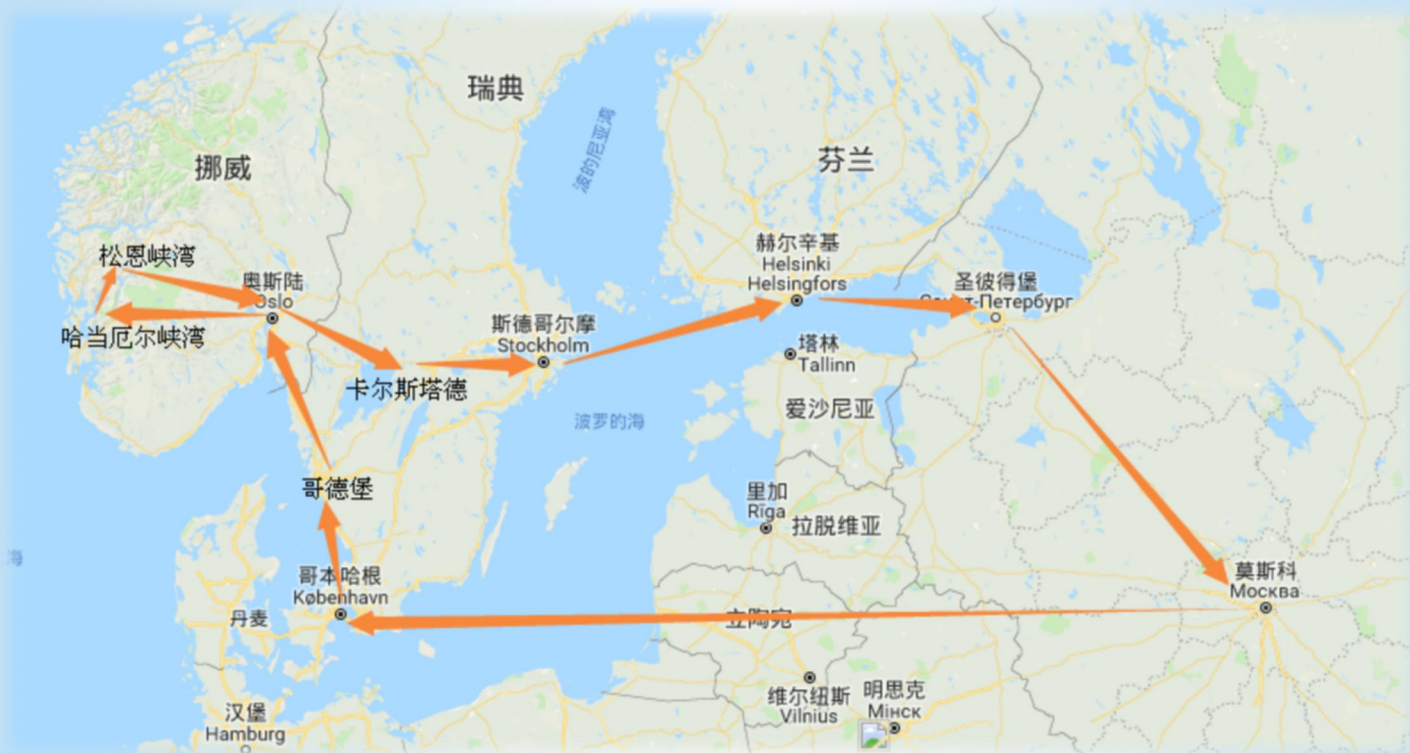 瑞典
波的尼亚湾
挪威
芬兰
松恩峡湾
赫尔辛基
Helsinki
Helsingfors
奥斯陆
Oslo
圣彼得堡
Санкт-Петербург
哈当厄尔峡湾
斯德哥尔摩
Stockholm
塔林
Tallinn
卡尔斯塔德
爱沙尼亚
波罗的海
哥德堡
里加
Rīga
拉脱维亚
海
哥本哈根
København
莫斯科
Москва
丹麦
立陶宛
维尔纽斯
Vilnius
明思克
Мінск
汉堡
Hamburg